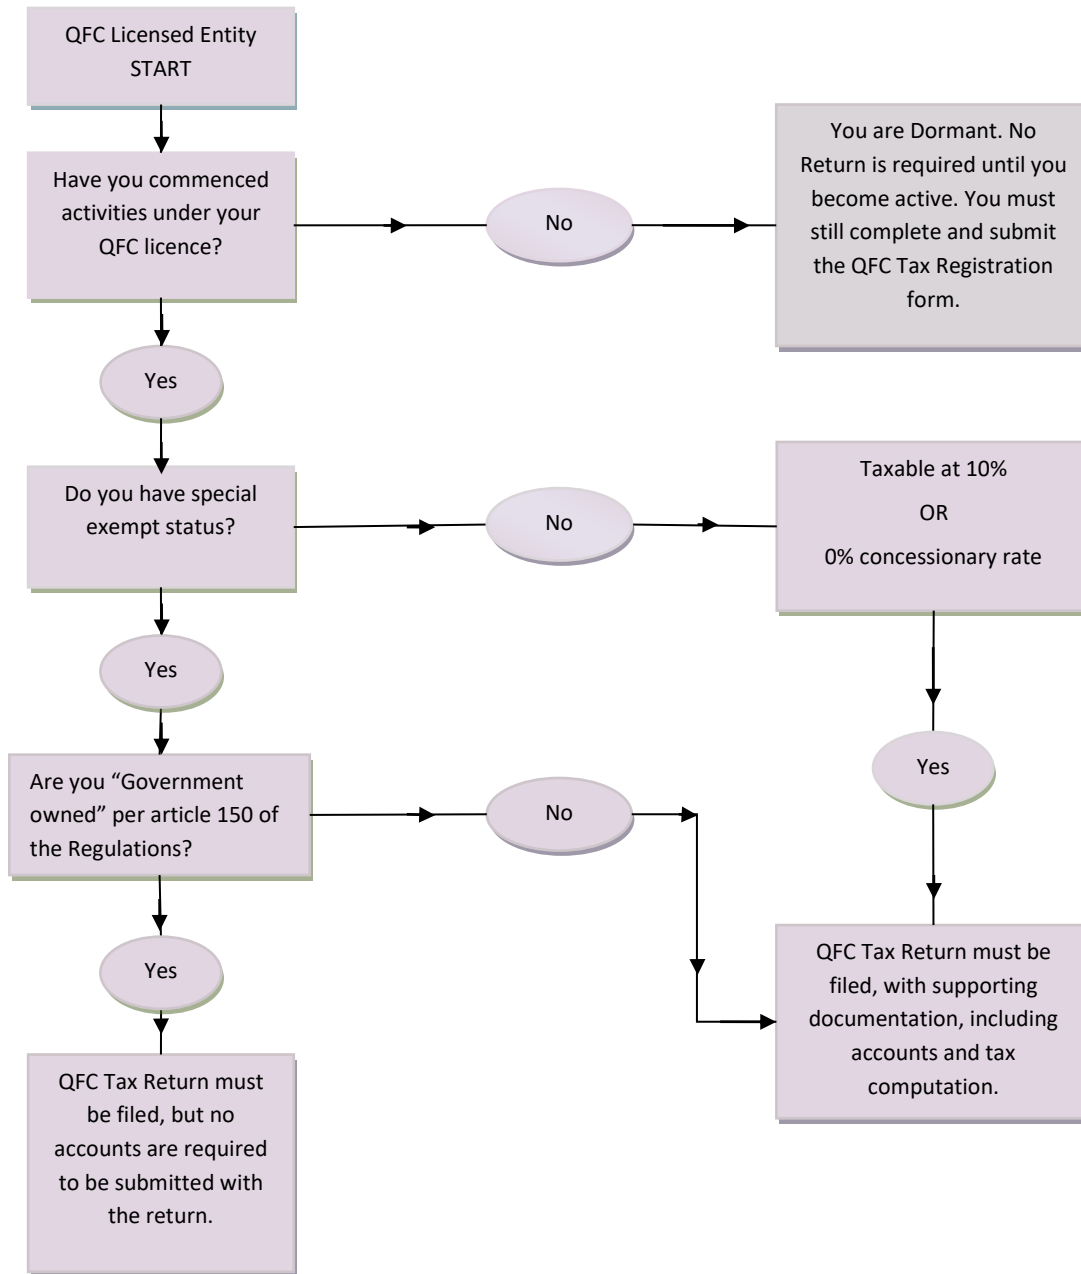 QFC Licensed Entity
START
Have you commenced
activities under your
QFC licence?
No
You are Dormant. No
Return is required until you
become active. You must
still complete and submit
the QFC Tax Registration
form.
Yes
Do you have special
exempt status?
No
Taxable at 10%
OR
0% concessionary rate
Yes
Yes
Are you “Government
owned” per article 150 of
the Regulations?
No
Yes
QFC Tax Return must be
filed, with supporting
documentation, including
accounts and tax
computation.
QFC Tax Return must
be filed, but no
accounts are required
to be submitted with
the return.